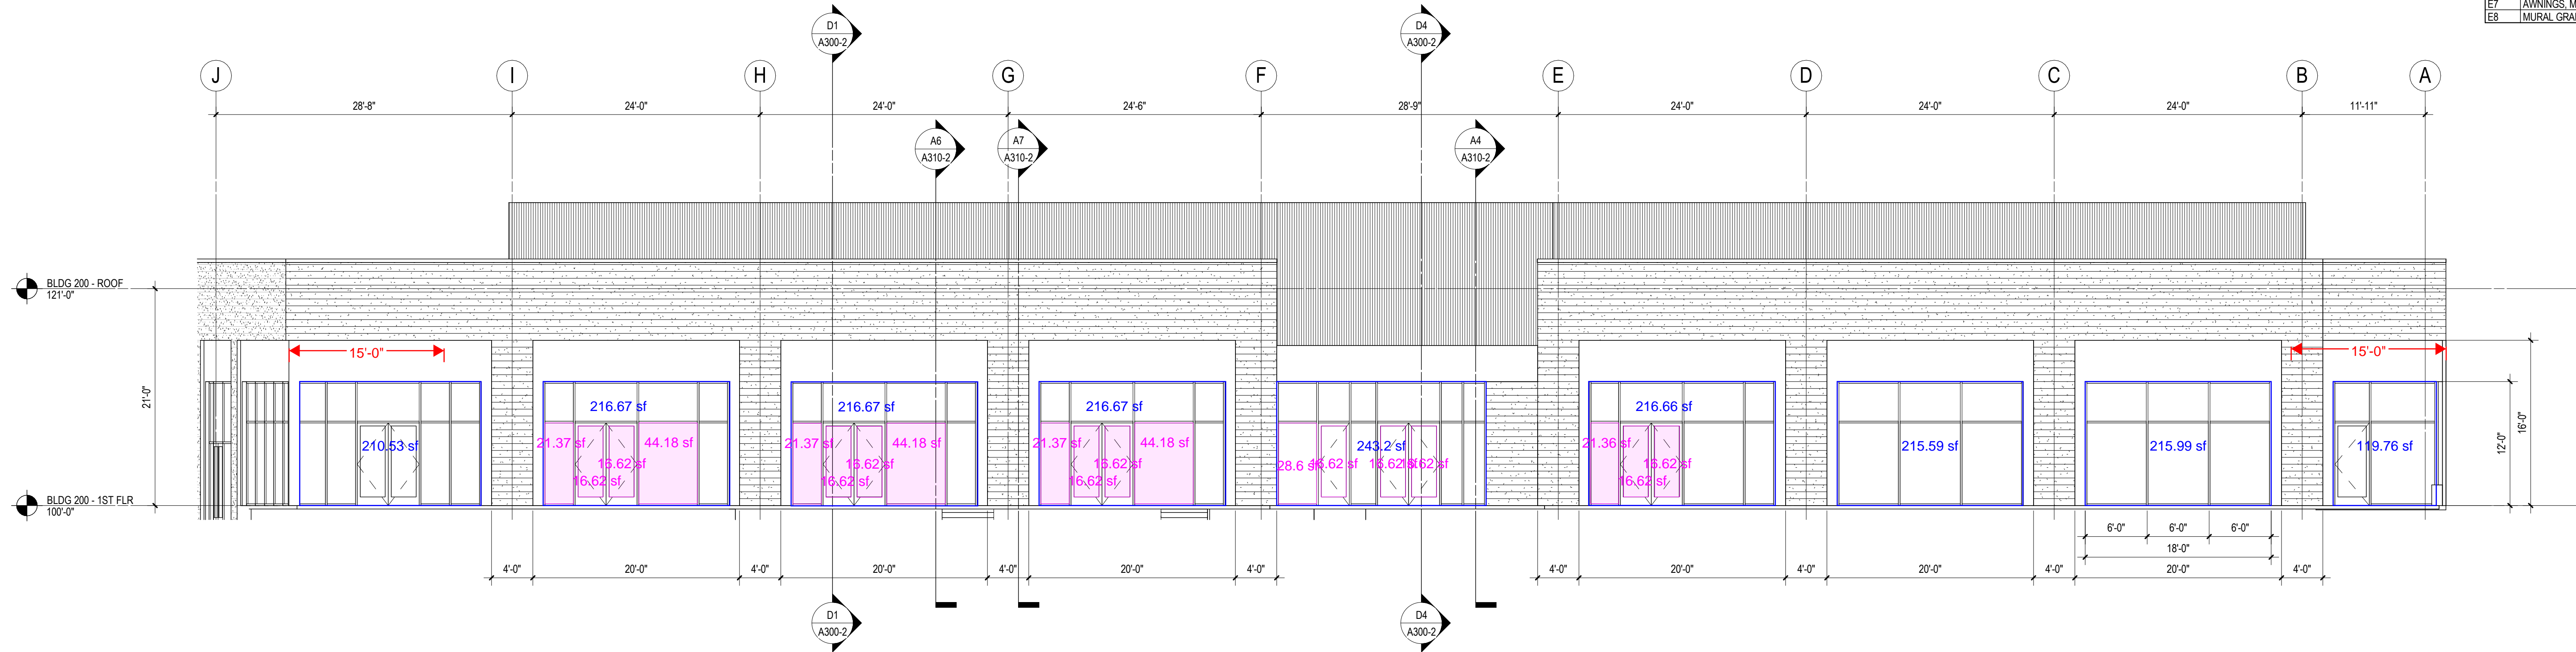 E7 AWNINGS, M
E8 MURAL GRA
D1
A300-2
D4
A300-2
J I H G F E D C B A
28'-8" 24'-0" 24'-0" 24'-6" 28'-9" 24'-0" 24'-0" 24'-0" 11'-11"
A6
A310-2
A7
A310-2
A4
A310-2
BLDG 200 - ROOF
121'-0"
15'-0" 15'-0"
21'-0" 16'-0" 12'-0"
216.67 sf 216.67 sf 216.67 sf 216.66 sf
210.53 sf 243.2 sf 215.59 sf 215.99 sf 119.76 sf
21.37 sf 44.18 sf 21.37 sf 44.18 sf 21.37 sf 44.18 sf 21.36 sf
16.62 sf 16.62 sf 16.62 sf 28.6 sf 16.62 sf 16.62 sf 16.62 sf 16.62 sf
16.62 sf 16.62 sf 16.62 sf 16.62 sf
BLDG 200 - 1ST FLR
100'-0"
6'-0" 6'-0" 6'-0"
18'-0"
4'-0" 20'-0" 4'-0" 20'-0" 4'-0" 20'-0" 4'-0" 4'-0" 20'-0" 4'-0" 20'-0" 4'-0" 20'-0" 4'-0"
D1
A300-2
D4
A300-2